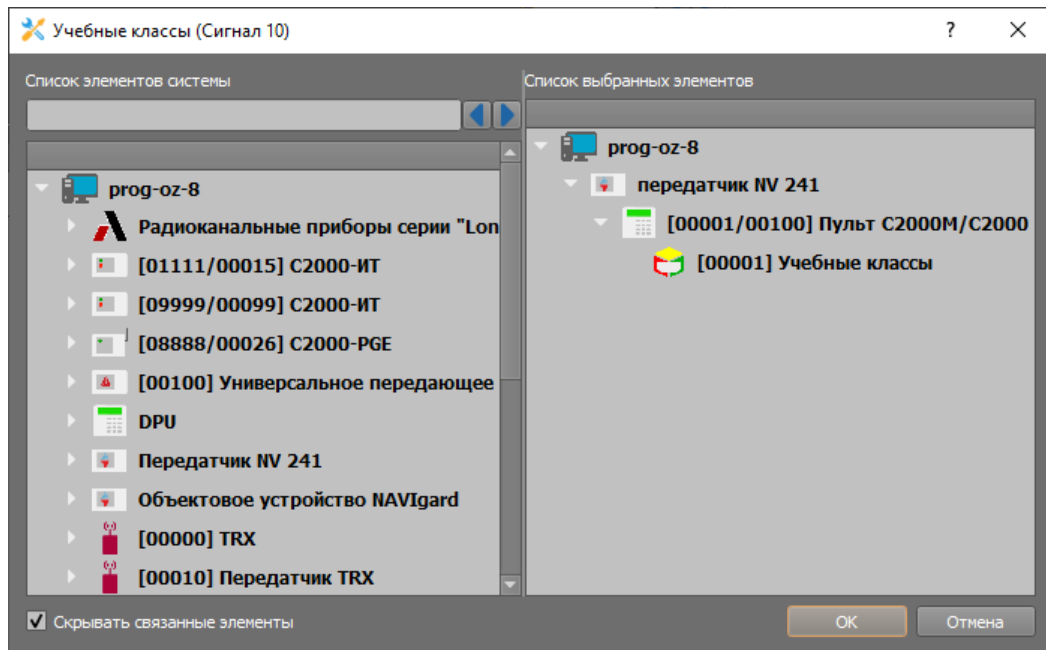 Учебные классы (Сигнал 10)
?
Список элементов системы
prog-oz-8
Радиоканальные приборы серии "Lon
[01111/00015] С2000-ИТ
[09999/00099] С2000-ИТ
[08888/00026] С2000-PGE
[00100] Универсальное передающее
DPU
Передатчик NV 241
Объектовое устройство NAVIgard
[00000] TRX
[00010] Передатчик TRX
Скрывать связанные элементы
Список выбранных элементов
prog-oz-8
передатчик NV 241
[00001/00100] Пульт С2000М/С2000
[00001] Учебные классы
OK
Отмена